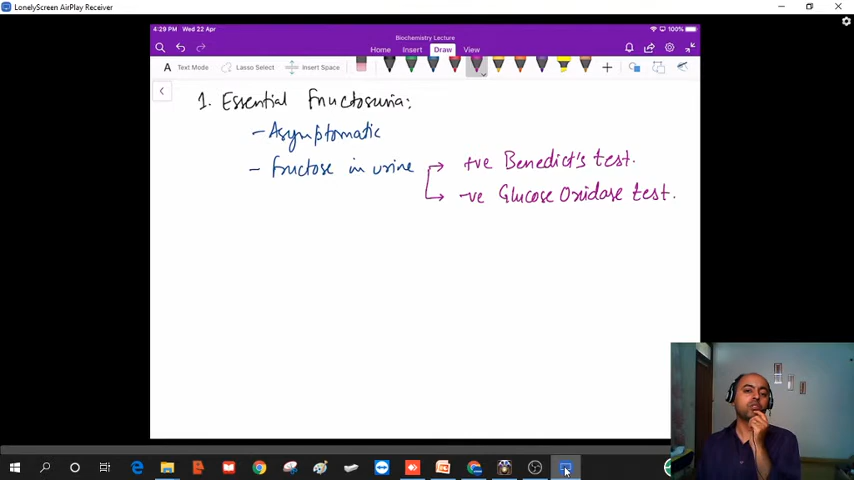 LonelyScreen AirPlay Receiver
4:29 PM Wed 22 Apr
100%
Biochemistry Lecture
Home Insert Draw View
A Text Mode Lasso Select Insert Space
1. Essential Fructosuria:
- Asymptomatic
- Fructose in urine → +ve Benedict's test.
→ -ve Glucose Oxidase test.